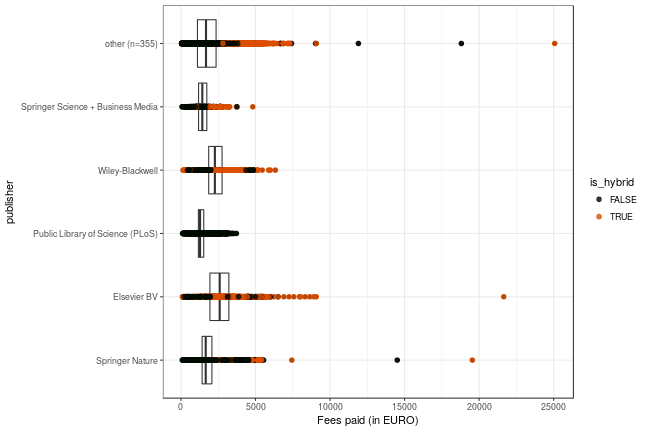 other (n=355)
Springer Science + Business Media
Wiley-Blackwell
Public Library of Science (PLoS)
Elsevier BV
Springer Nature
publisher
0 5000 10000 15000 20000 25000
Fees paid (in EURO)
is_hybrid
FALSE
TRUE